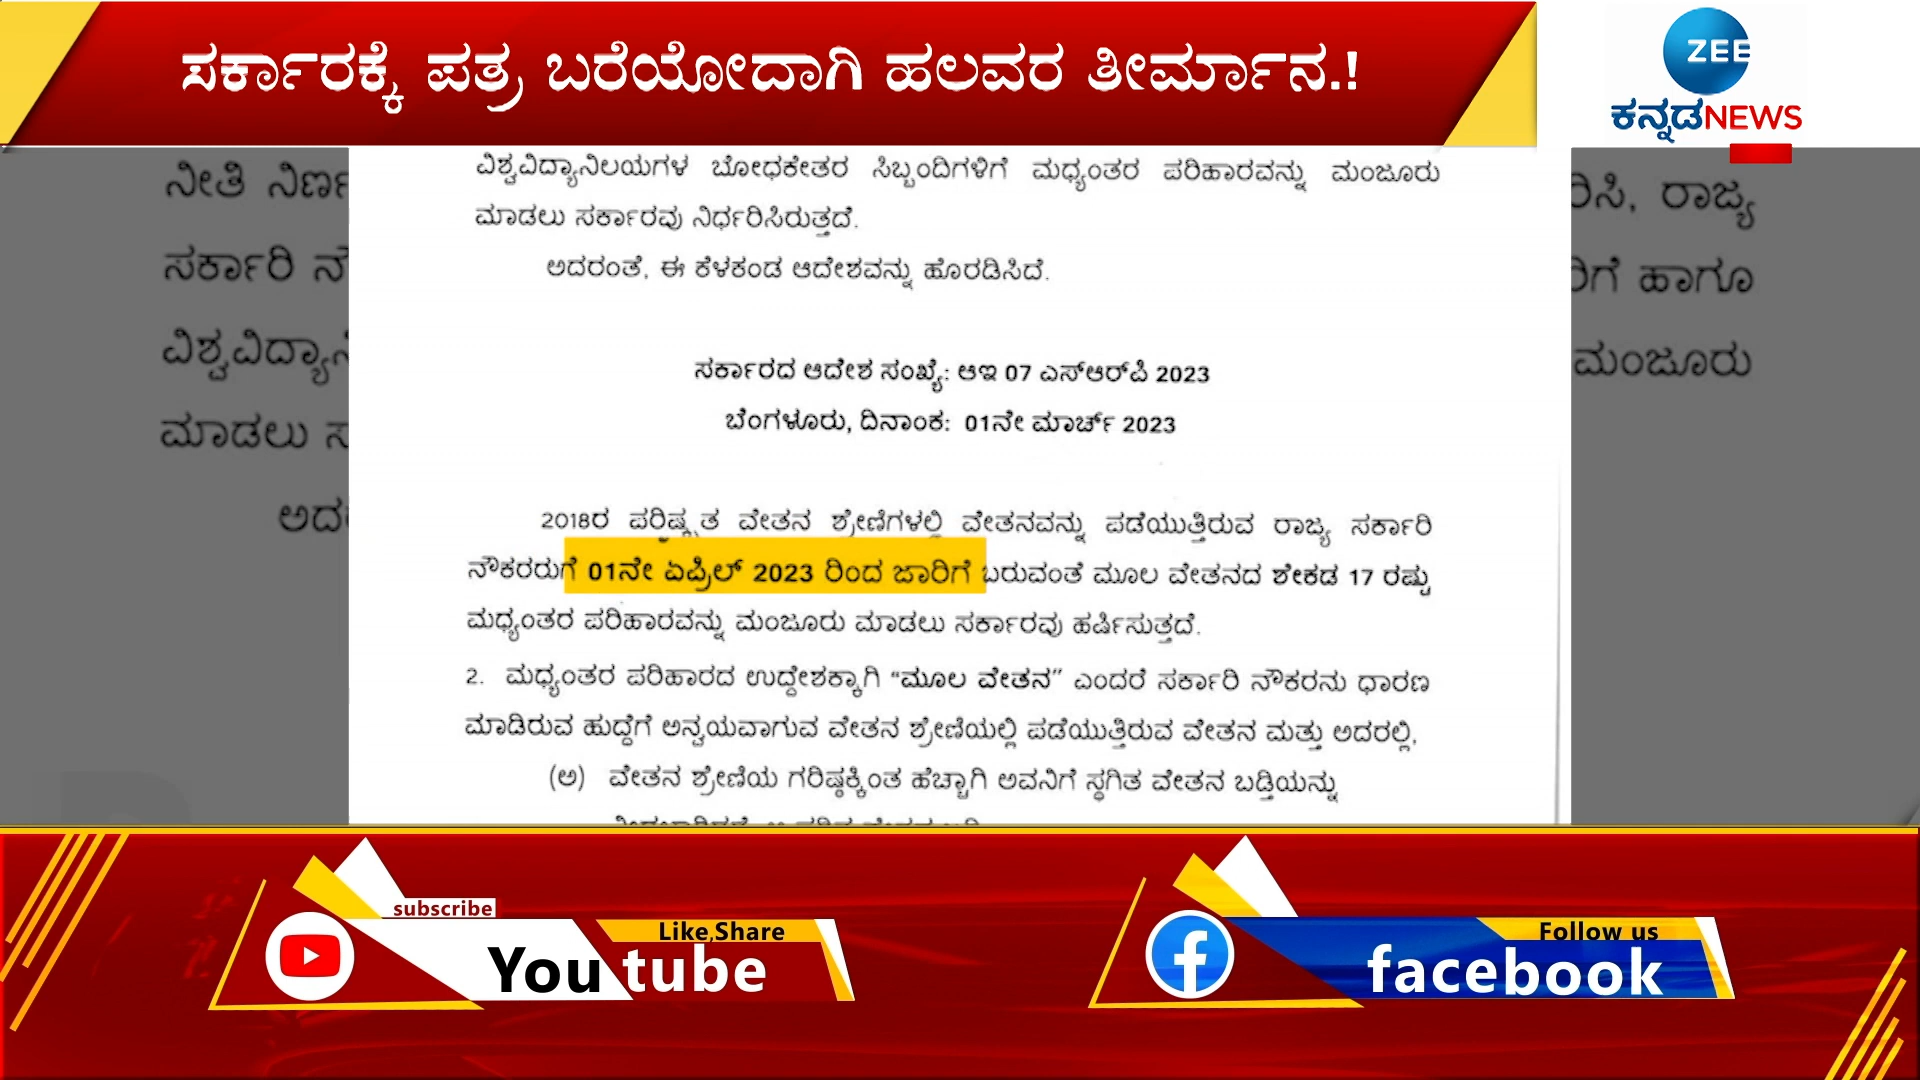 ಸರ್ಕಾರಕ್ಕೆ ಪತ್ರ ಬರೆಯೋದಾಗಿ ಹಲವರ ತೀರ್ಮಾನ.!
ZEE
ಕನ್ನಡNEWS
ನೀತಿ
ರಿಸಿ, ರಾಜ್ಯ
ಸರ್ಕಾರಿ
ರಿಗೆ ಹಾಗೂ
ಮಂಜೂರು
ಮಾಡಲು
ವಿಶ್ವವಿದ್ಯಾನಿಲಯಗಳ ಬೋಧಕೇತರ ಸಿಬ್ಬಂದಿಗಳಿಗೆ ಮಧ್ಯಂತರ ಪರಿಹಾರವನ್ನು ಮಂಜೂರು
ಮಾಡಲು ಸರ್ಕಾರವು ನಿರ್ಧರಿಸಿರುತ್ತದೆ.
ಅದರಂತೆ, ಈ ಕೆಳಕಂಡ ಆದೇಶವನ್ನು ಹೊರಡಿಸಿದೆ.
ಸರ್ಕಾರದ ಆದೇಶ ಸಂಖ್ಯೆ: ಆಇ 07 ಎಸ್‌ಆರ್‌ಪಿ 2023
ಬೆಂಗಳೂರು, ದಿನಾಂಕ: 01ನೇ ಮಾರ್ಚ್ 2023
2018ರ ಪರಿಷ್ಕೃತ ವೇತನ ಶ್ರೇಣಿಗಳಲ್ಲಿ ವೇತನವನ್ನು ಪಡೆಯುತ್ತಿರುವ ರಾಜ್ಯ ಸರ್ಕಾರಿ
ನೌಕರರುಗೆ 01ನೇ ಏಪ್ರಿಲ್ 2023 ರಿಂದ ಜಾರಿಗೆ ಬರುವಂತೆ ಮೂಲ ವೇತನದ ಶೇಕಡ 17 ರಷ್ಟು
ಮಧ್ಯಂತರ ಪರಿಹಾರವನ್ನು ಮಂಜೂರು ಮಾಡಲು ಸರ್ಕಾರವು ಹರ್ಷಿಸುತ್ತದೆ.
2. ಮಧ್ಯಂತರ ಪರಿಹಾರದ ಉದ್ದೇಶಕ್ಕಾಗಿ "ಮೂಲ ವೇತನ" ಎಂದರೆ ಸರ್ಕಾರಿ ನೌಕರನು ಧಾರಣ
ಮಾಡಿರುವ ಹುದ್ದೆಗೆ ಅನ್ವಯವಾಗುವ ವೇತನ ಶ್ರೇಣಿಯಲ್ಲಿ ಪಡೆಯುತ್ತಿರುವ ವೇತನ ಮತ್ತು ಅದರಲ್ಲಿ,
(ಅ) ವೇತನ ಶ್ರೇಣಿಯ ಗರಿಷ್ಠಕ್ಕಿಂತ ಹೆಚ್ಚಾಗಿ ಅವನಿಗೆ ಸ್ಥಗಿತ ವೇತನ ಬಡ್ತಿಯನ್ನು
subscribe
Like,Share
You tube
Follow us
facebook